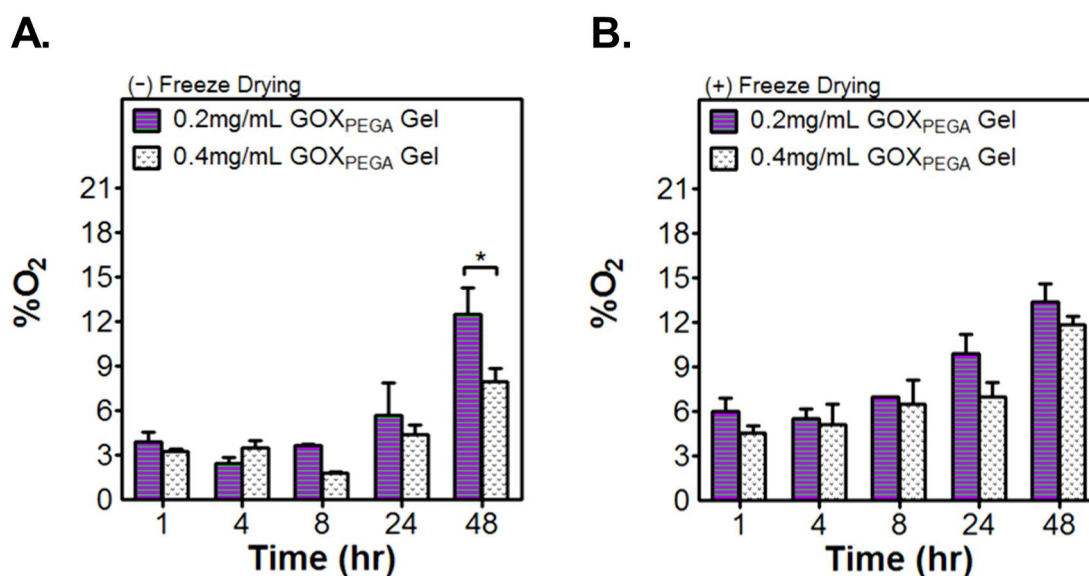 A.
(−) Freeze Drying
0.2mg/mL GOXPEGA Gel
0.4mg/mL GOXPEGA Gel
%O2
21
18
15
12
9
6
3
0
*
1 4 8 24 48
Time (hr)
B.
(+) Freeze Drying
0.2mg/mL GOXPEGA Gel
0.4mg/mL GOXPEGA Gel
%O2
21
18
15
12
9
6
3
0
1 4 8 24 48
Time (hr)